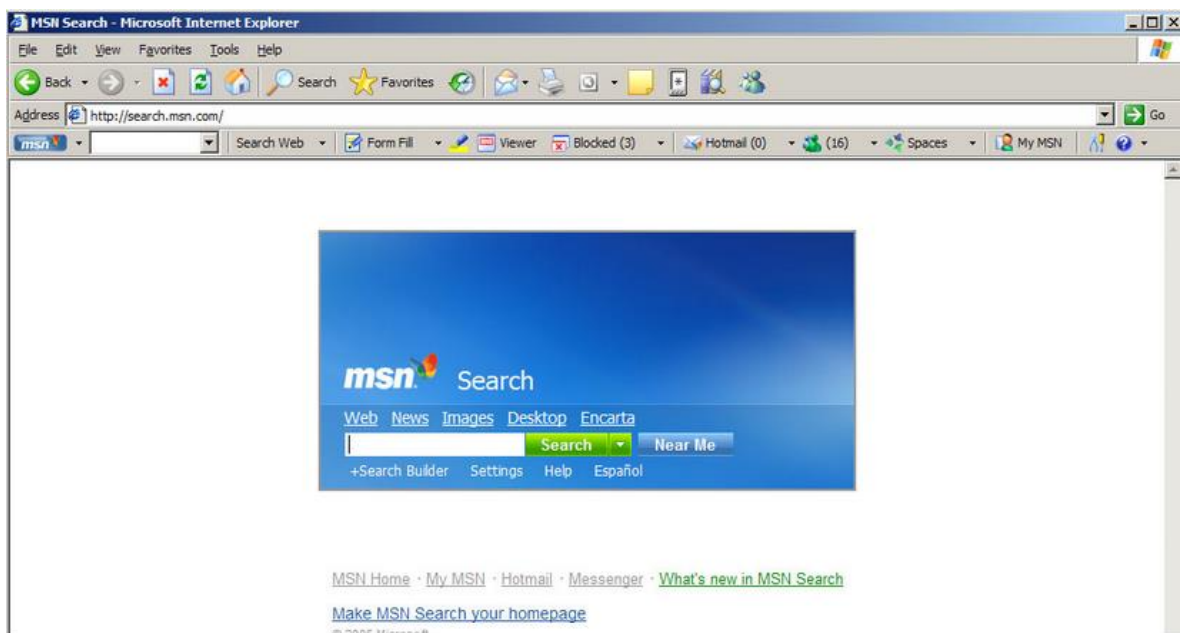 MSN Search - Microsoft Internet Explorer
File Edit View Favorites Tools Help
Back Search Favorites
Address http://search.msn.com/ Go
msn Search Web Form Fill Viewer Blocked (3) Hotmail (0) (16) Spaces My MSN
msn Search
Web News Images Desktop Encarta
Search Near Me
+Search Builder Settings Help Español
MSN Home · My MSN · Hotmail · Messenger · What's new in MSN Search
Make MSN Search your homepage
© 2005 Microsoft